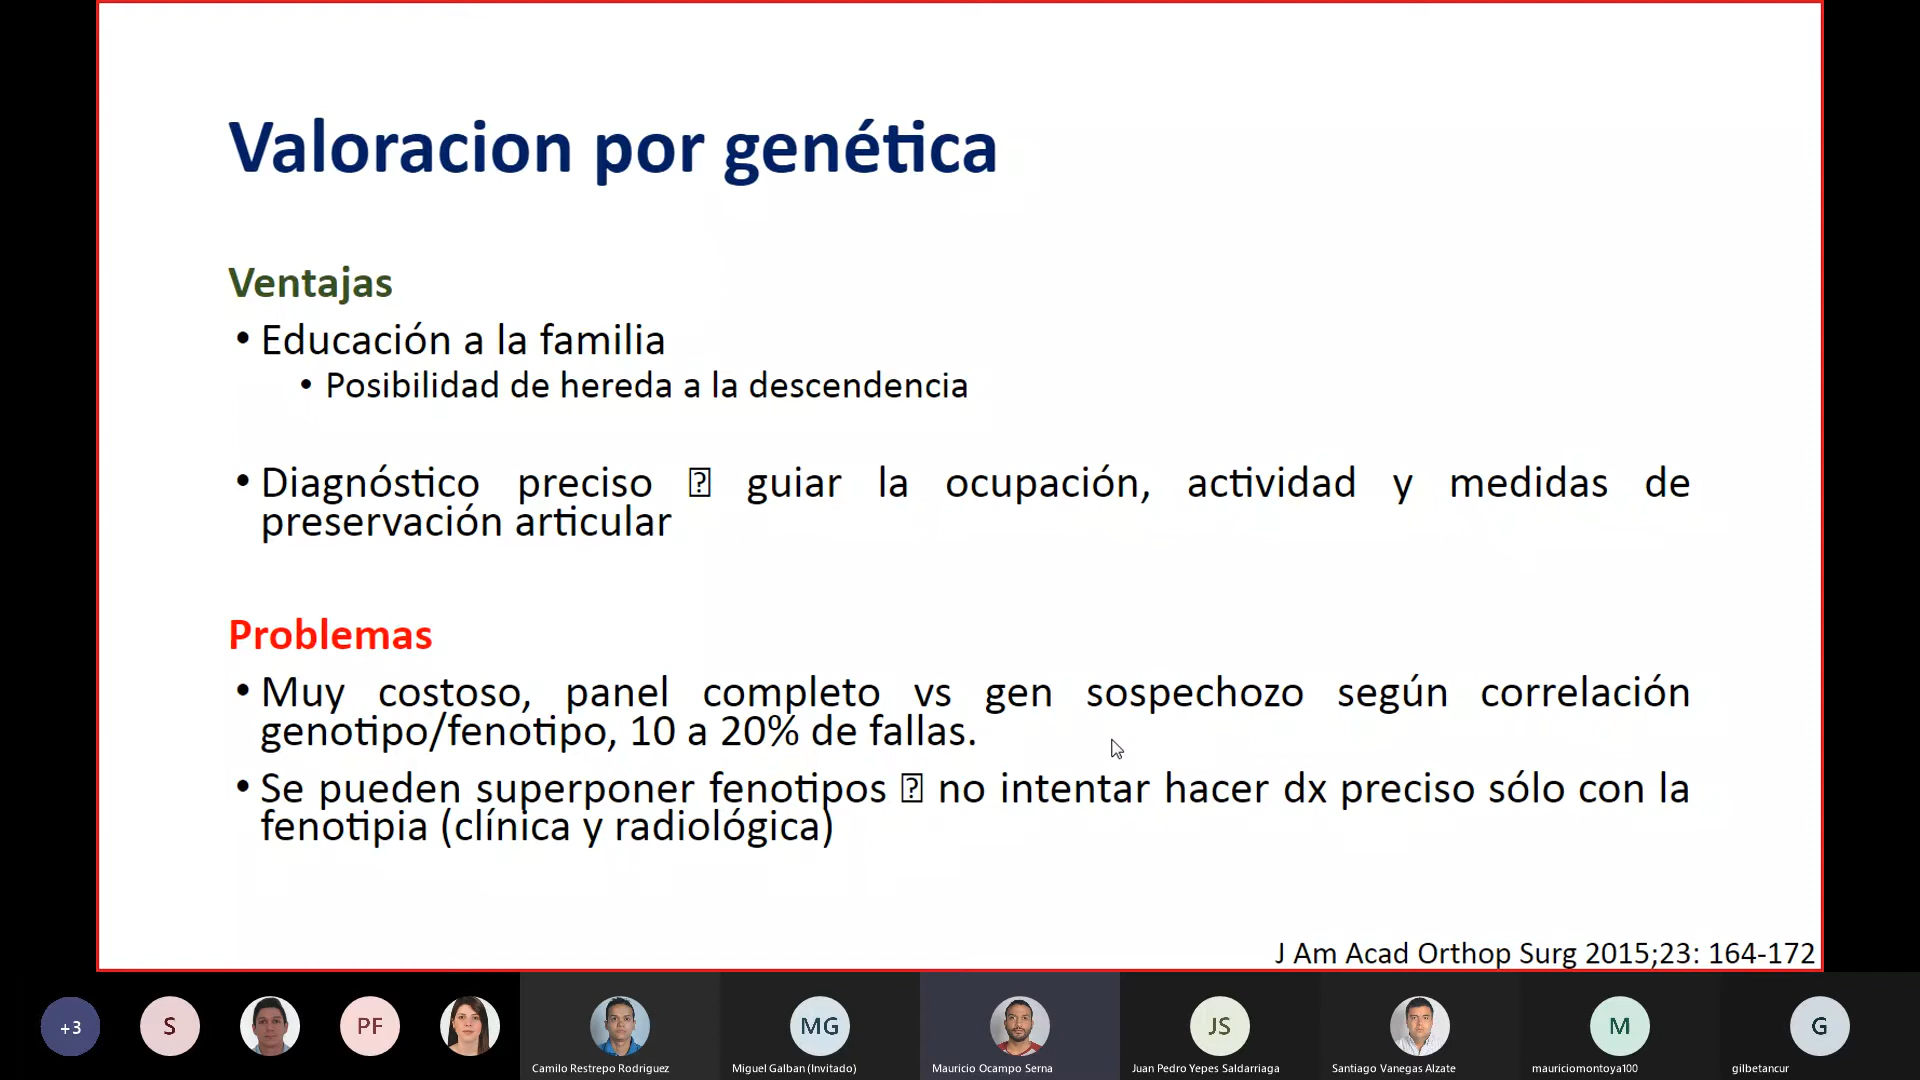 Valoracion por genética
Ventajas
• Educación a la familia
• Posibilidad de hereda a la descendencia
• Diagnóstico preciso ⍰ guiar la ocupación, actividad y medidas de
preservación articular
Problemas
• Muy costoso, panel completo vs gen sospechozo según correlación
genotipo/fenotipo, 10 a 20% de fallas.
• Se pueden superponer fenotipos ⍰ no intentar hacer dx preciso sólo con la
fenotipia (clínica y radiológica)
J Am Acad Orthop Surg 2015;23: 164-172
+3
S
PF
MG
JS
M
G
Camilo Restrepo Rodriguez
Miguel Galban (Invitado)
Mauricio Ocampo Serna
Juan Pedro Yepes Saldarriaga
Santiago Vanegas Alzate
mauriciomontoya100
gilbetancur